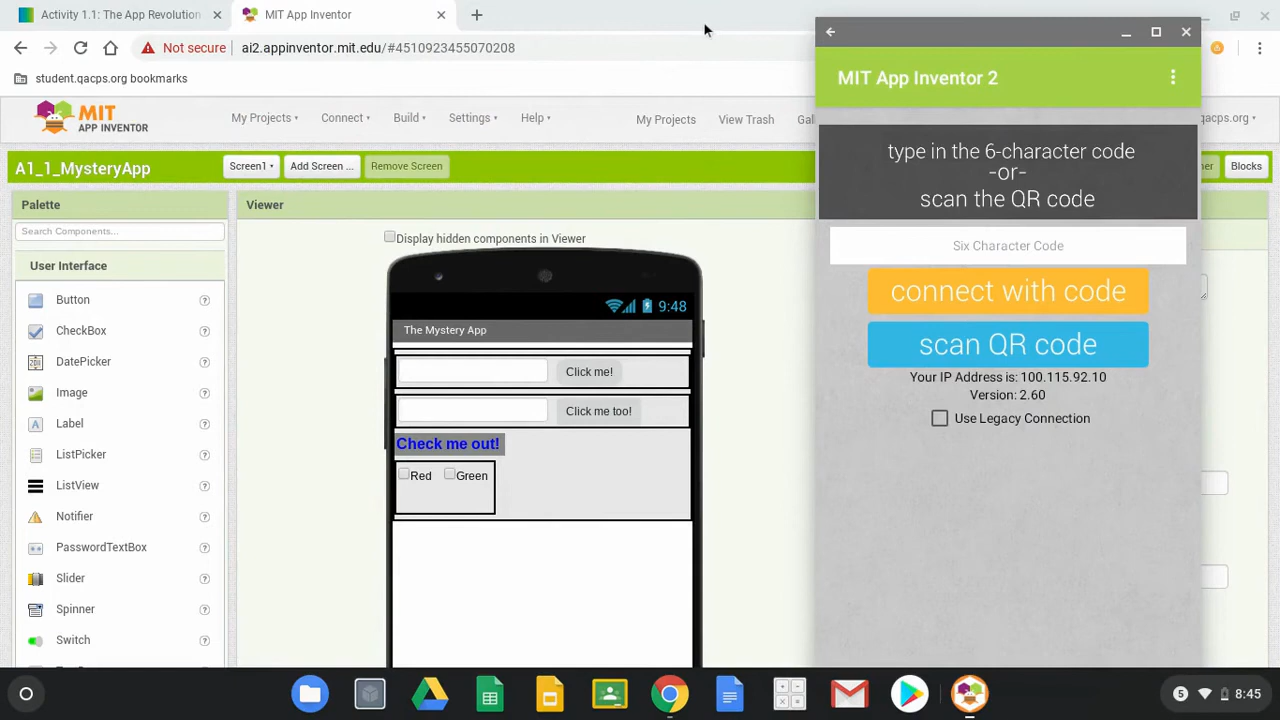 Activity 1.1: The App Revolution
MIT App Inventor
Not secure
ai2.appinventor.mit.edu/#4510923455070208
student.qacps.org bookmarks
MIT
APP INVENTOR
My Projects
Connect
Build
Settings
Help
My Projects
View Trash
Gal
qacps.org
A1_1_MysteryApp
Screen1
Add Screen ...
Remove Screen
Blocks
Palette
Viewer
Search Components...
User Interface
Button
CheckBox
DatePicker
Image
Label
ListPicker
ListView
Notifier
PasswordTextBox
Slider
Spinner
Switch
Display hidden components in Viewer
9:48
The Mystery App
Click me!
Click me too!
Check me out!
Red
Green
MIT App Inventor 2
type in the 6-character code
-or-
scan the QR code
Six Character Code
connect with code
scan QR code
Your IP Address is: 100.115.92.10
Version: 2.60
Use Legacy Connection
5
8:45